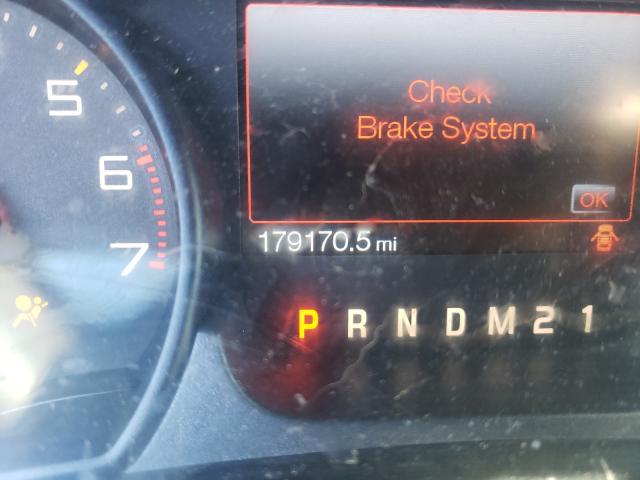 Check
Brake System
OK
5
6
7
179170.5 mi
P R N D M 2 1